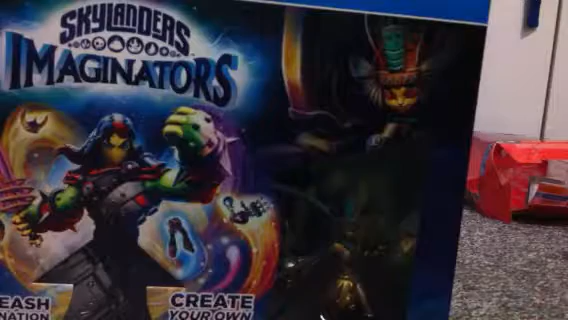 SKYLANDERS
IMAGINATORS
EASH CREATE
NATION YOUR OWN